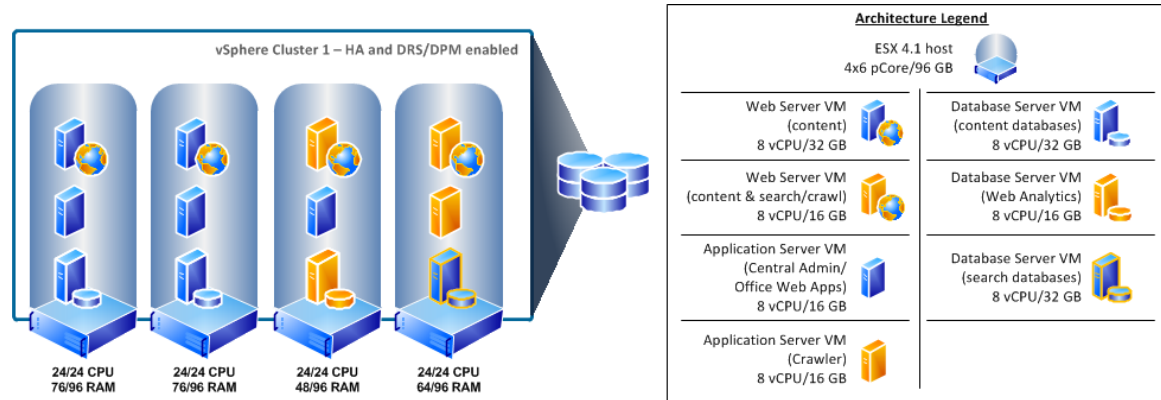 vSphere Cluster 1 – HA and DRS/DPM enabled
24/24 CPU
76/96 RAM
24/24 CPU
76/96 RAM
24/24 CPU
48/96 RAM
24/24 CPU
64/96 RAM
Architecture Legend
ESX 4.1 host
4x6 pCore/96 GB
Web Server VM
(content)
8 vCPU/32 GB
Database Server VM
(content databases)
8 vCPU/32 GB
Web Server VM
(content & search/crawl)
8 vCPU/16 GB
Database Server VM
(Web Analytics)
8 vCPU/16 GB
Application Server VM
(Central Admin/
Office Web Apps)
8 vCPU/16 GB
Database Server VM
(search databases)
8 vCPU/32 GB
Application Server VM
(Crawler)
8 vCPU/16 GB